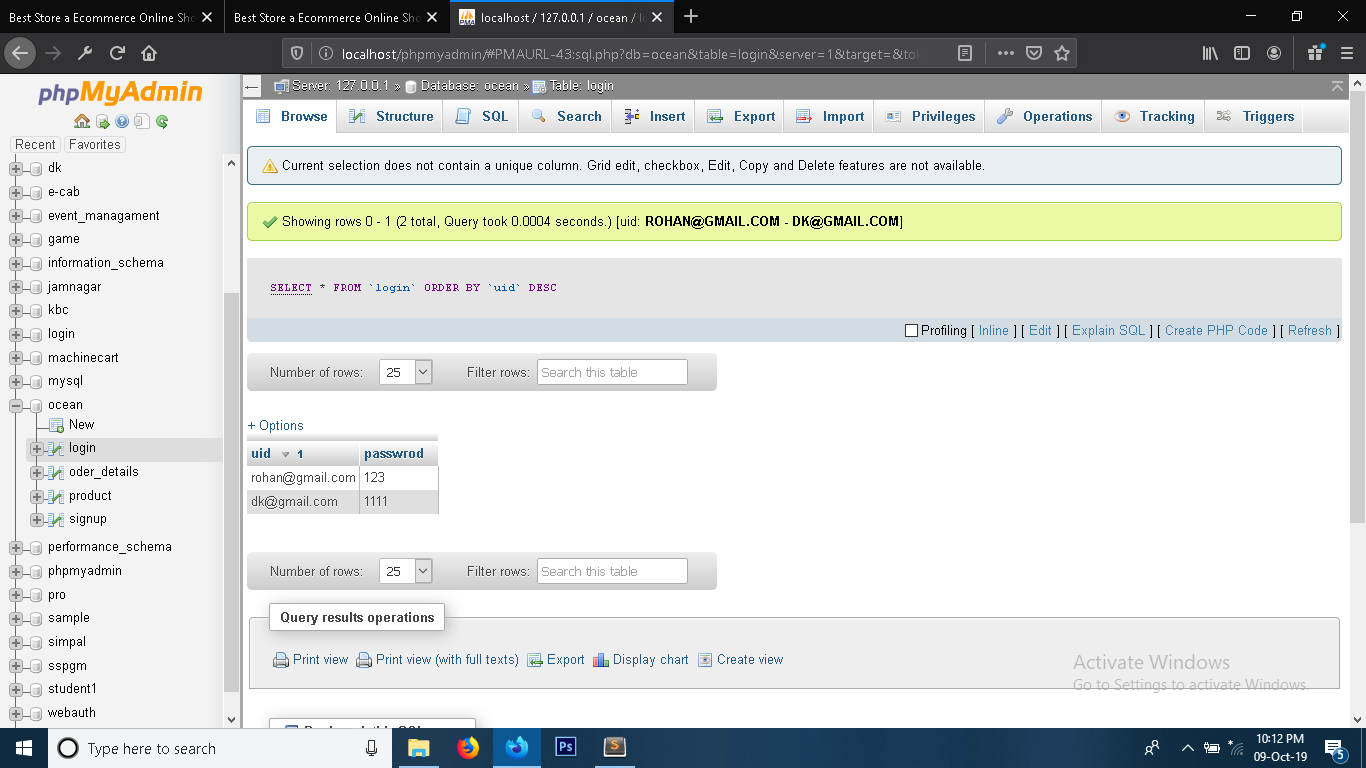 Best Store a Ecommerce Online Sho
Best Store a Ecommerce Online Sho
localhost / 127.0.0.1 / ocean / l
localhost/phpmyadmin/#PMAURL-43:sql.php?db=ocean&table=login&server=1&target=&tok
phpMyAdmin
Recent Favorites
dk
e-cab
event_managament
game
information_schema
jamnagar
kbc
login
machinecart
mysql
ocean
New
login
oder_details
product
signup
performance_schema
phpmyadmin
pro
sample
simpal
sspgm
student1
webauth
Server: 127.0.0.1 » Database: ocean » Table: login
Browse Structure SQL Search Insert Export Import Privileges Operations Tracking Triggers
Current selection does not contain a unique column. Grid edit, checkbox, Edit, Copy and Delete features are not available.
Showing rows 0 - 1 (2 total, Query took 0.0004 seconds.) [uid: ROHAN@GMAIL.COM - DK@GMAIL.COM]
SELECT * FROM `login` ORDER BY `uid` DESC
Profiling [ Inline ] [ Edit ] [ Explain SQL ] [ Create PHP Code ] [ Refresh ]
Number of rows: 25 Filter rows: Search this table
+ Options
uid 1 passwrod
rohan@gmail.com 123
dk@gmail.com 1111
Number of rows: 25 Filter rows: Search this table
Query results operations
Print view Print view (with full texts) Export Display chart Create view
Activate Windows
Go to Settings to activate Windows.
Type here to search
Ps
S
10:12 PM
09-Oct-19
5